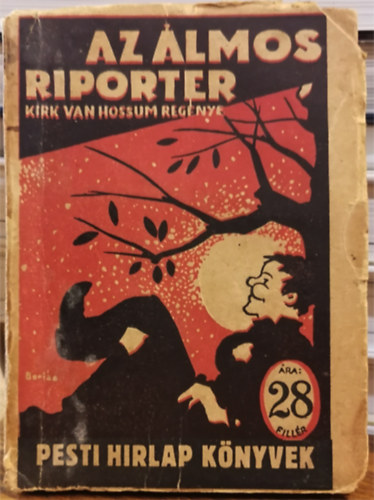 AZ ÁLMOS
RIPORTER
KIRK VAN HOSSUM REGÉNYE
ÁRA:
28
FILLÉR
PESTI HIRLAP KÖNYVEK